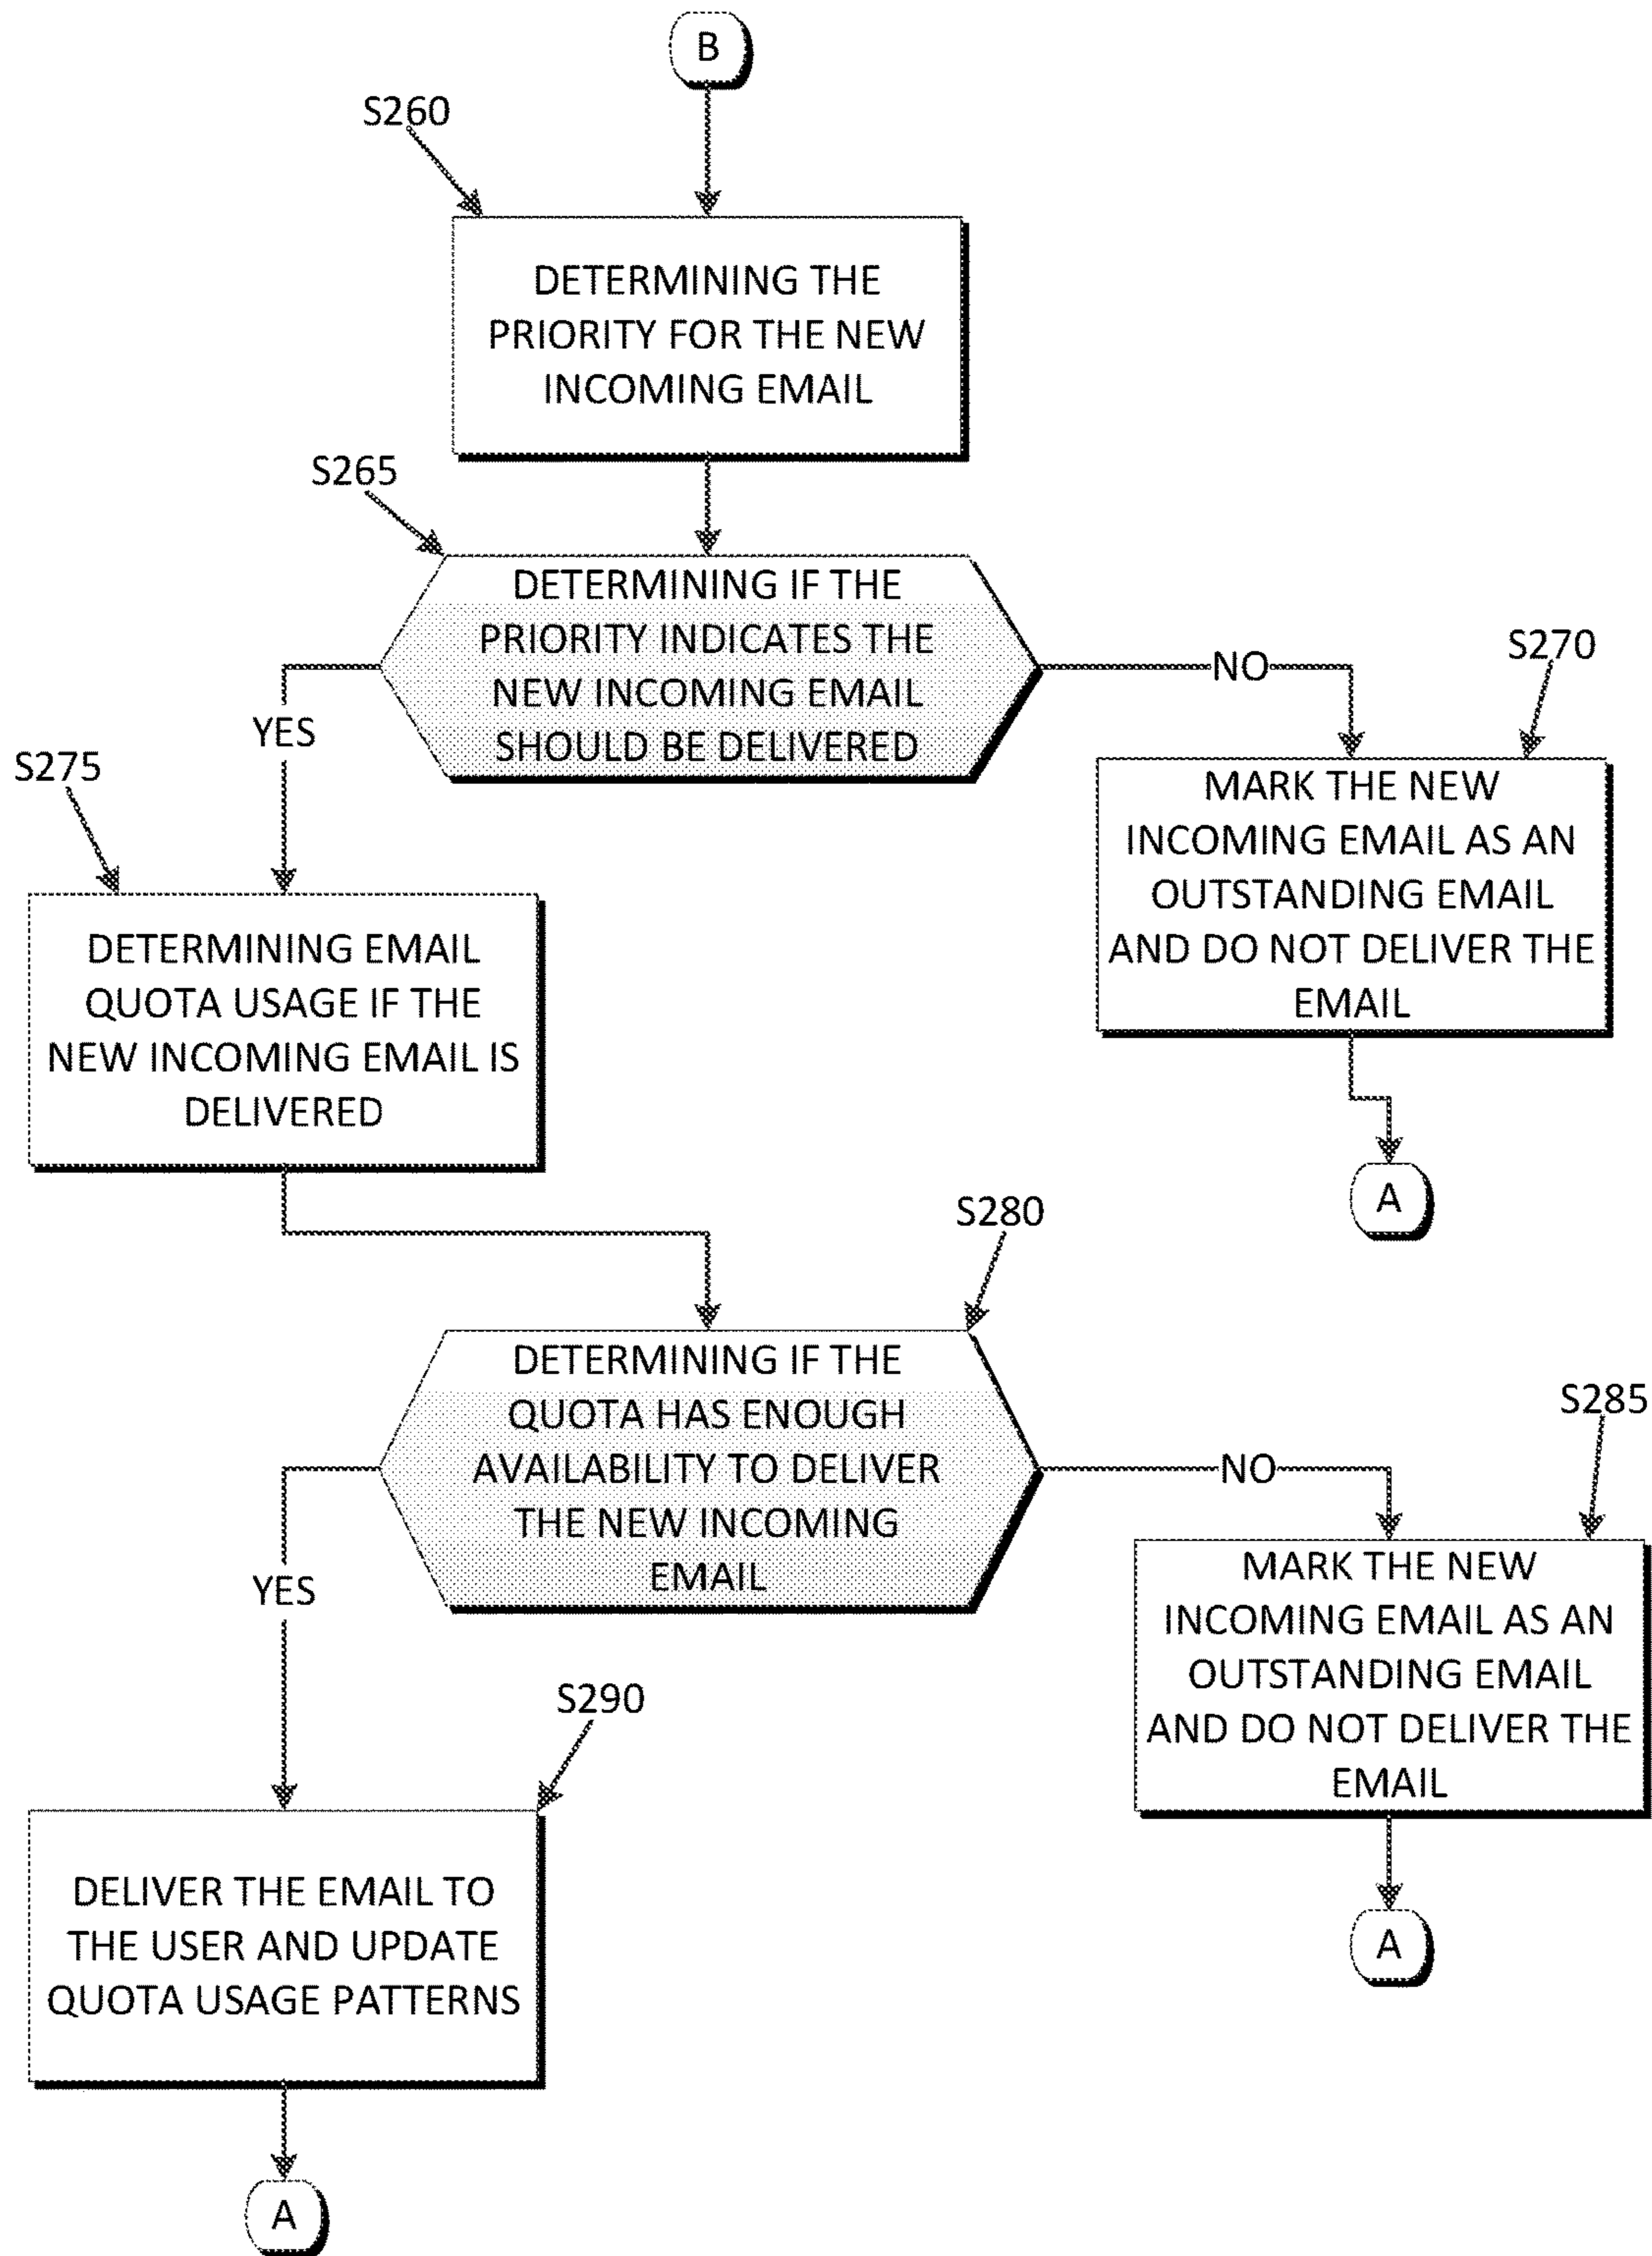 B
S260
DETERMINING THE
PRIORITY FOR THE NEW
INCOMING EMAIL
S265
DETERMINING IF THE
PRIORITY INDICATES THE
NEW INCOMING EMAIL
SHOULD BE DELIVERED
NO
S270
YES
MARK THE NEW
INCOMING EMAIL AS AN
OUTSTANDING EMAIL
AND DO NOT DELIVER THE
EMAIL
A
S275
DETERMINING EMAIL
QUOTA USAGE IF THE
NEW INCOMING EMAIL IS
DELIVERED
S280
DETERMINING IF THE
QUOTA HAS ENOUGH
AVAILABILITY TO DELIVER
THE NEW INCOMING
EMAIL
NO
S285
YES
MARK THE NEW
INCOMING EMAIL AS AN
OUTSTANDING EMAIL
AND DO NOT DELIVER THE
EMAIL
A
S290
DELIVER THE EMAIL TO
THE USER AND UPDATE
QUOTA USAGE PATTERNS
A